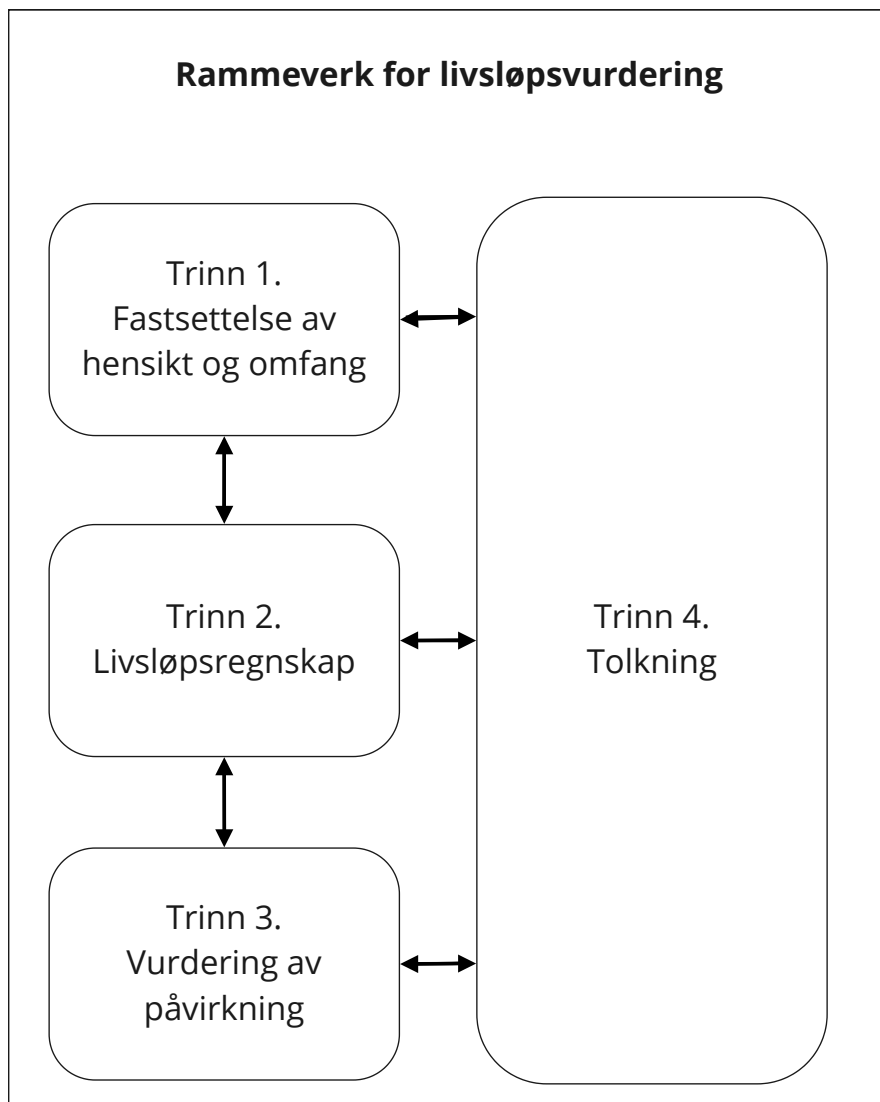 Rammeverk for livsløpsvurdering
Trinn 1.
Fastsettelse av
hensikt og omfang
Trinn 2.
Livsløpsregnskap
Trinn 3.
Vurdering av
påvirkning
Trinn 4.
Tolkning